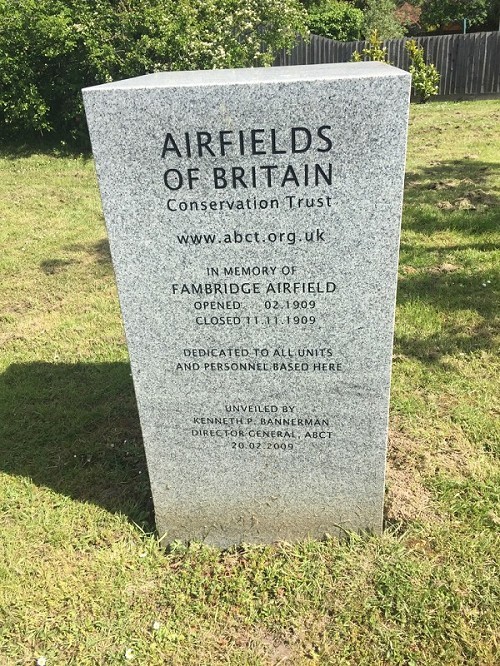 AIRFIELDS
OF BRITAIN
Conservation Trust
www.abct.org.uk
IN MEMORY OF
FAMBRIDGE AIRFIELD
OPENED 02.1909
CLOSED 11.11.1909
DEDICATED TO ALL UNITS
AND PERSONNEL BASED HERE
UNVEILED BY
KENNETH P. BANNERMAN
DIRECTOR GENERAL, ABCT
20.02.2009